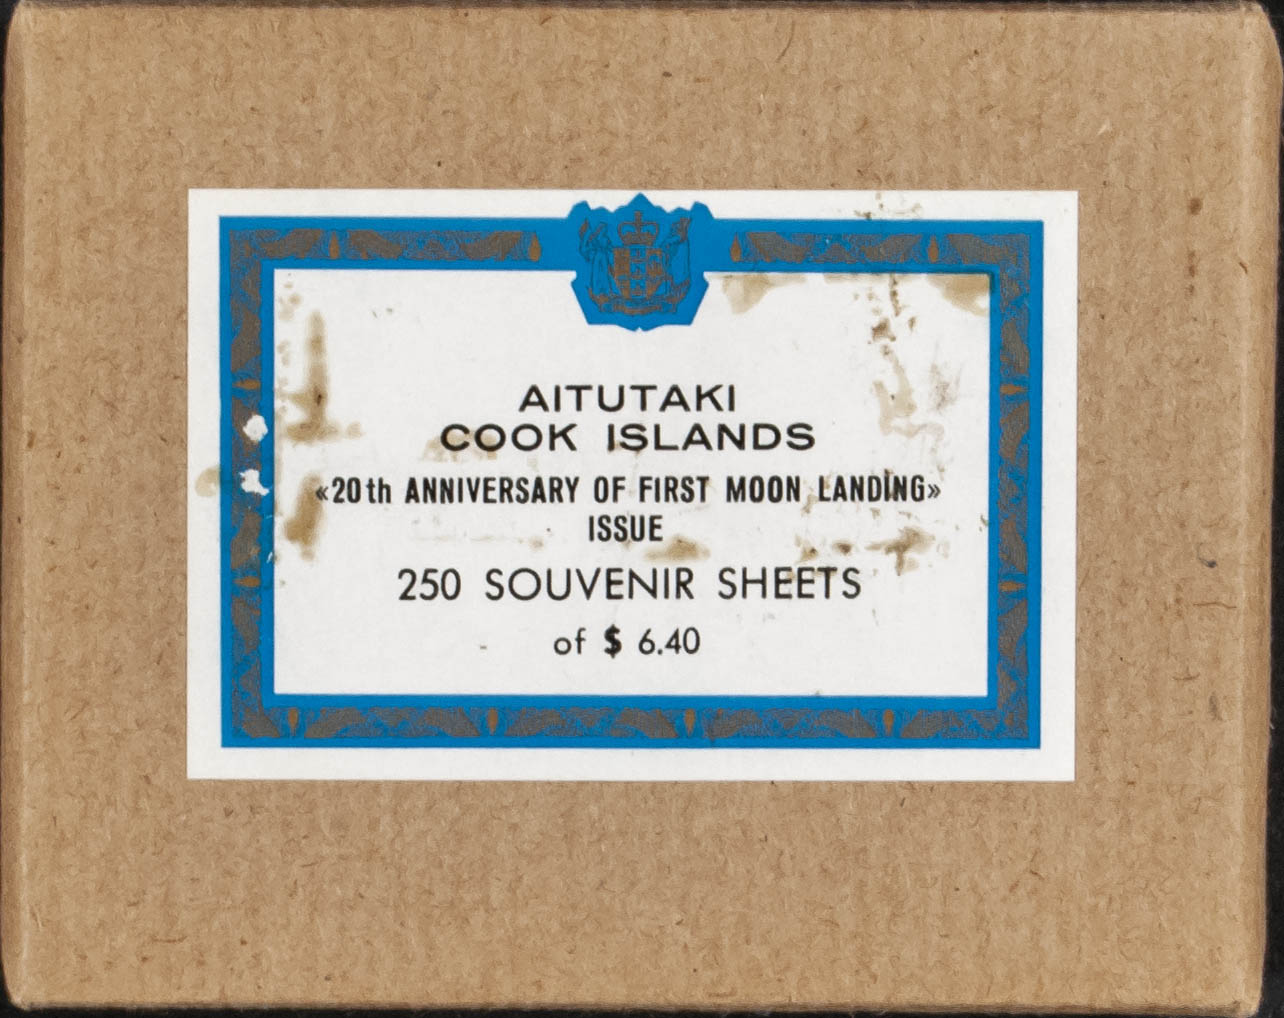 AITUTAKI
COOK ISLANDS
«20th ANNIVERSARY OF FIRST MOON LANDING»
ISSUE
250 SOUVENIR SHEETS
of $ 6.40